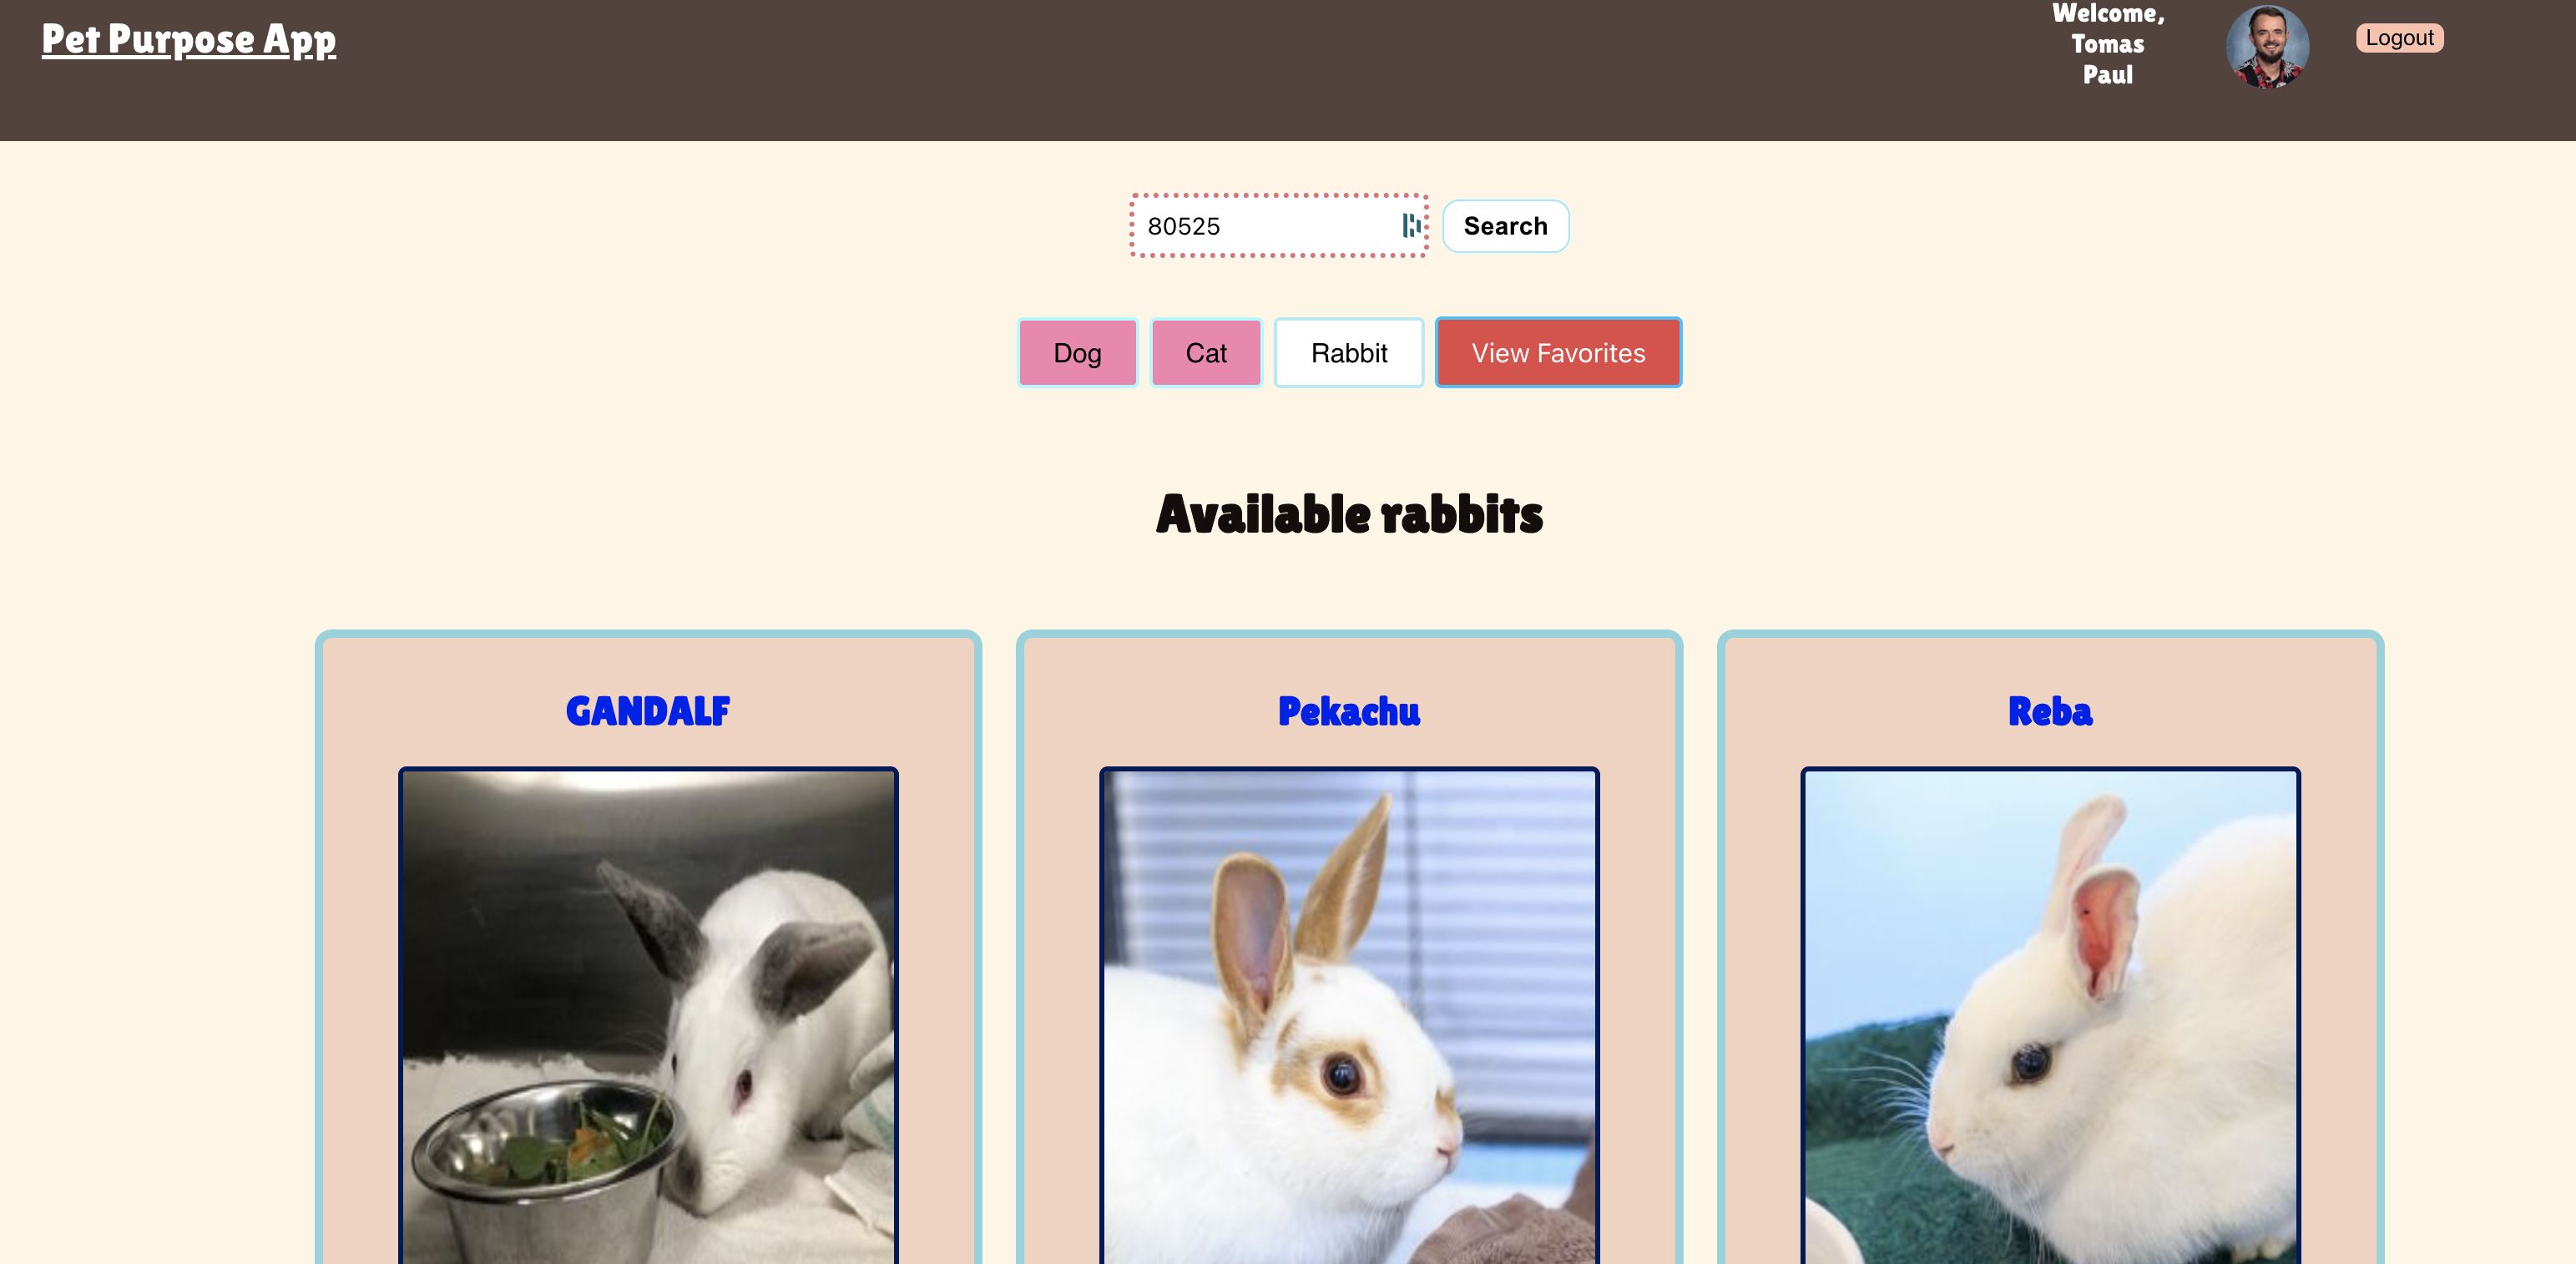 Pet Purpose App
Welcome,
Tomas
Paul
Logout
80525
Search
Dog
Cat
Rabbit
View Favorites
Available rabbits
GANDALF
Pekachu
Reba